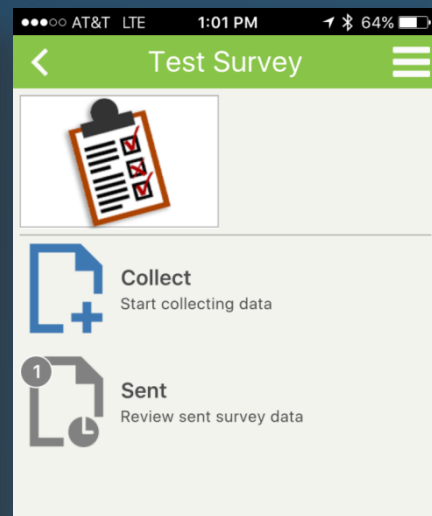 AT&T LTE 1:01 PM 64%
Test Survey
Collect
Start collecting data
1
Sent
Review sent survey data